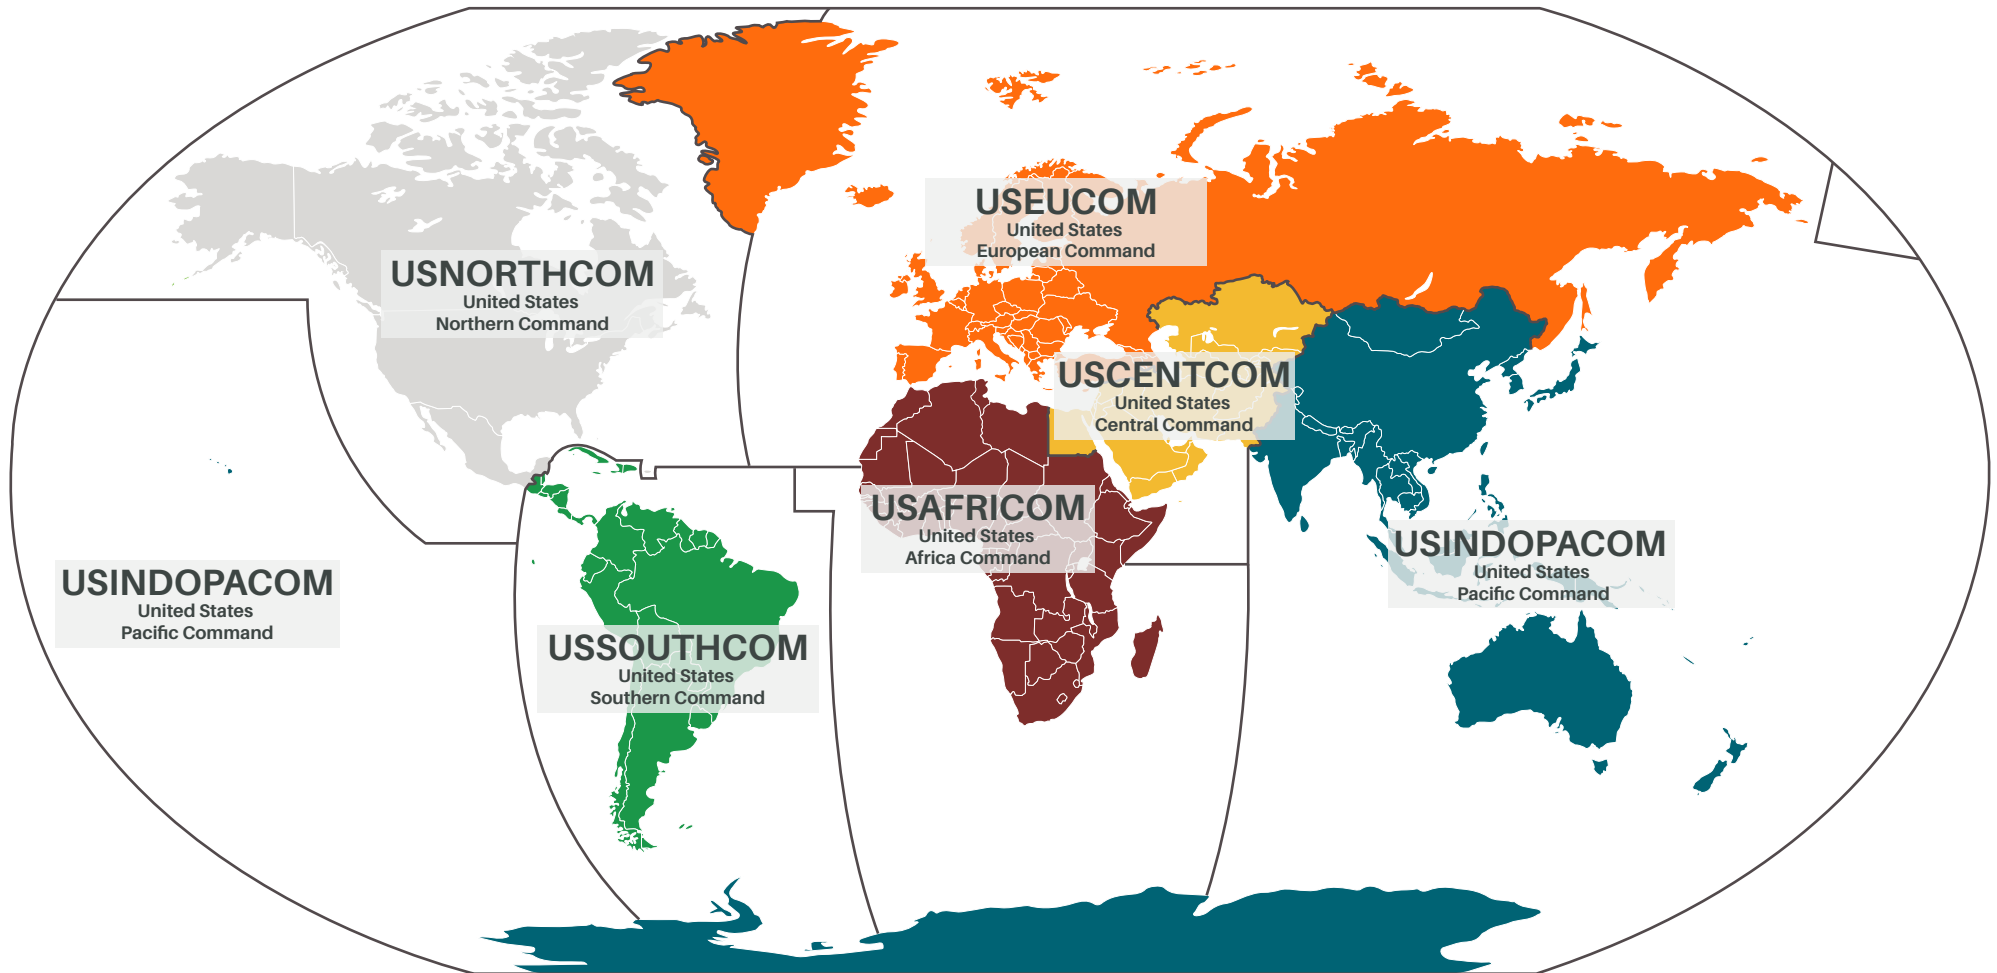 USEUCOM
United States
European Command
USNORTHCOM
United States
Northern Command
USCENTCOM
United States
Central Command
USAFRICOM
United States
Africa Command
USINDOPACOM
United States
Pacific Command
USINDOPACOM
United States
Pacific Command
USSOUTHCOM
United States
Southern Command